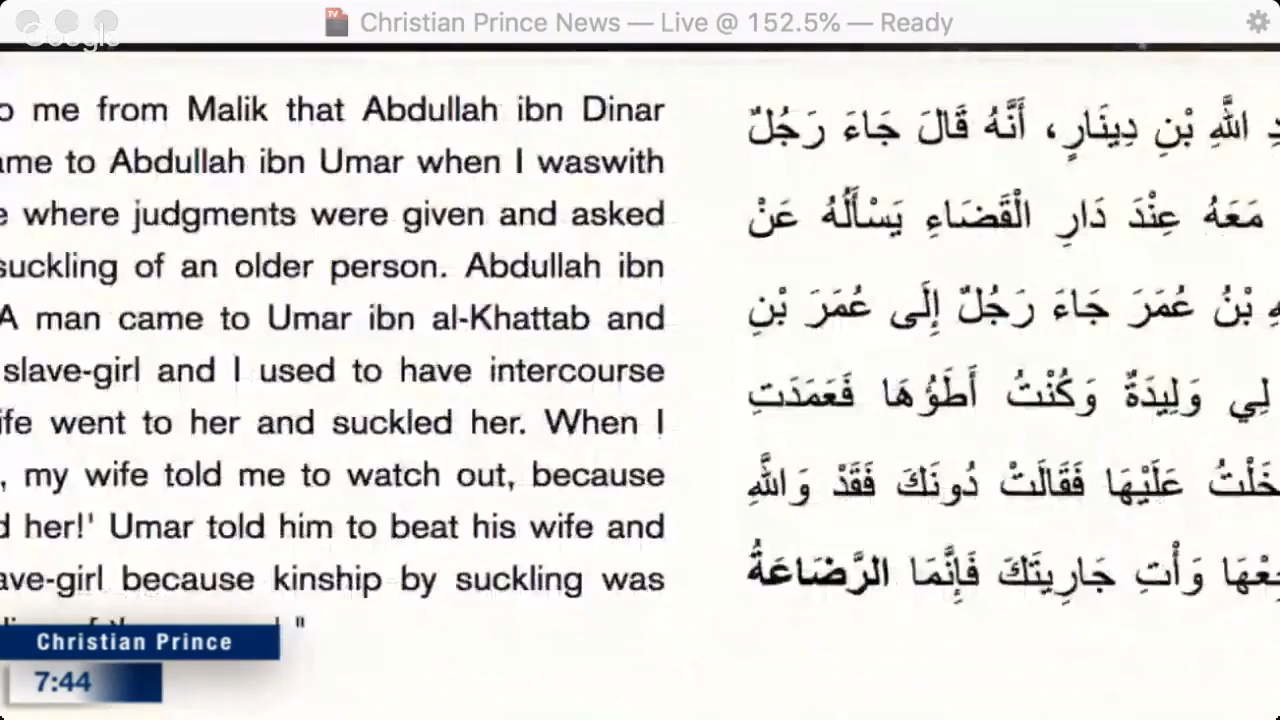 Christian Prince News — Live @ 152.5% — Ready
Google
me from Malik that Abdullah ibn Dinar
to Abdullah ibn Umar when I waswith
where judgments were given and asked
suckling of an older person. Abdullah ibn
A man came to Umar ibn al-Khattab and
slave-girl and I used to have intercourse
went to her and suckled her. When I
, my wife told me to watch out, because
her!' Umar told him to beat his wife and
because kinship by suckling was
"
اللَّهِ بْنِ دِينَارٍ، أَنَّهُ قَالَ جَاءَ رَجُلٌ
مَعَهُ عِنْدَ دَارِ الْقَضَاءِ يَسْأَلُهُ عَنْ
بْنُ عُمَرَ جَاءَ رَجُلٌ إِلَى عُمَرَ بْنِ
لِي وَلِيدَةٌ وَكُنْتُ أَطَؤُهَا فَعَمَدَتِ
عَلَيْهَا فَقَالَتْ دُونَكَ فَقَدْ وَاللَّهِ
وَأْتِ جَارِيتَكَ فَإِنَّمَا الرَّضَاعَةُ
Christian Prince
7:44